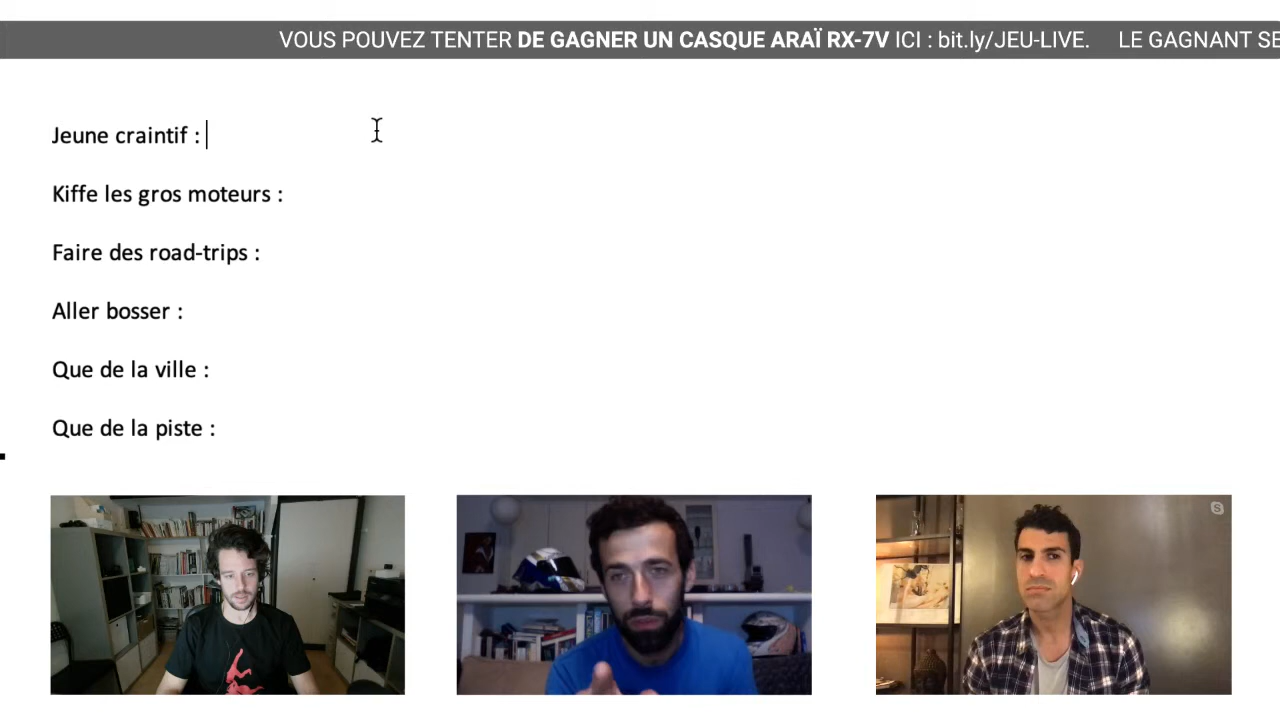 VOUS POUVEZ TENTER DE GAGNER UN CASQUE ARAÏ RX-7V ICI : bit.ly/JEU-LIVE. LE GAGNANT SE
Jeune craintif :
Kiffe les gros moteurs :
Faire des road-trips :
Aller bosser :
Que de la ville :
Que de la piste :